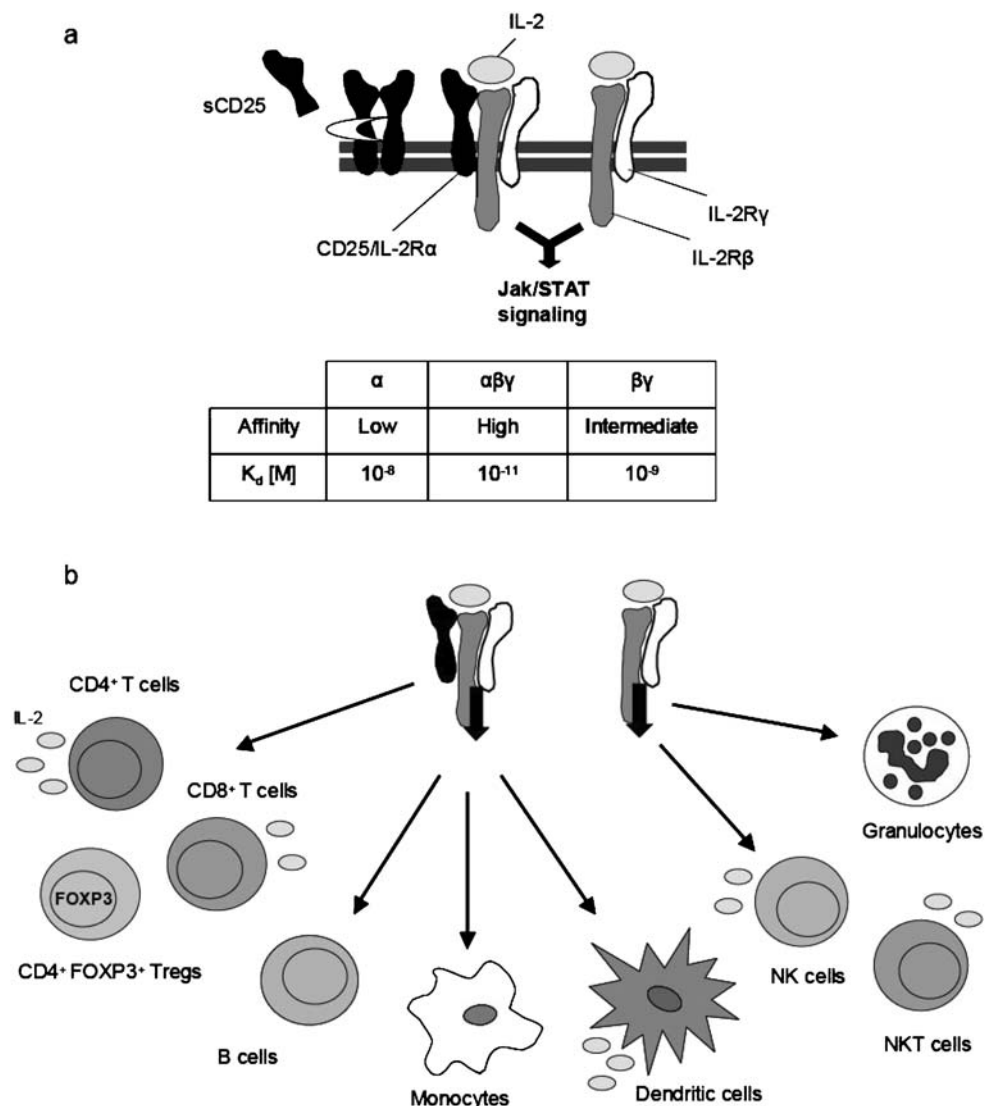 a
IL-2
sCD25
IL-2Rγ
CD25/IL-2Rα
IL-2Rβ
Jak/STAT
signaling
α αβγ βγ
Affinity Low High Intermediate
K_d [M] 10⁻⁸ 10⁻¹¹ 10⁻⁹
b
CD4⁺ T cells
IL-2
CD8⁺ T cells
Granulocytes
FOXP3
CD4⁺ FOXP3⁺ Tregs
NK cells
B cells
NKT cells
Monocytes
Dendritic cells